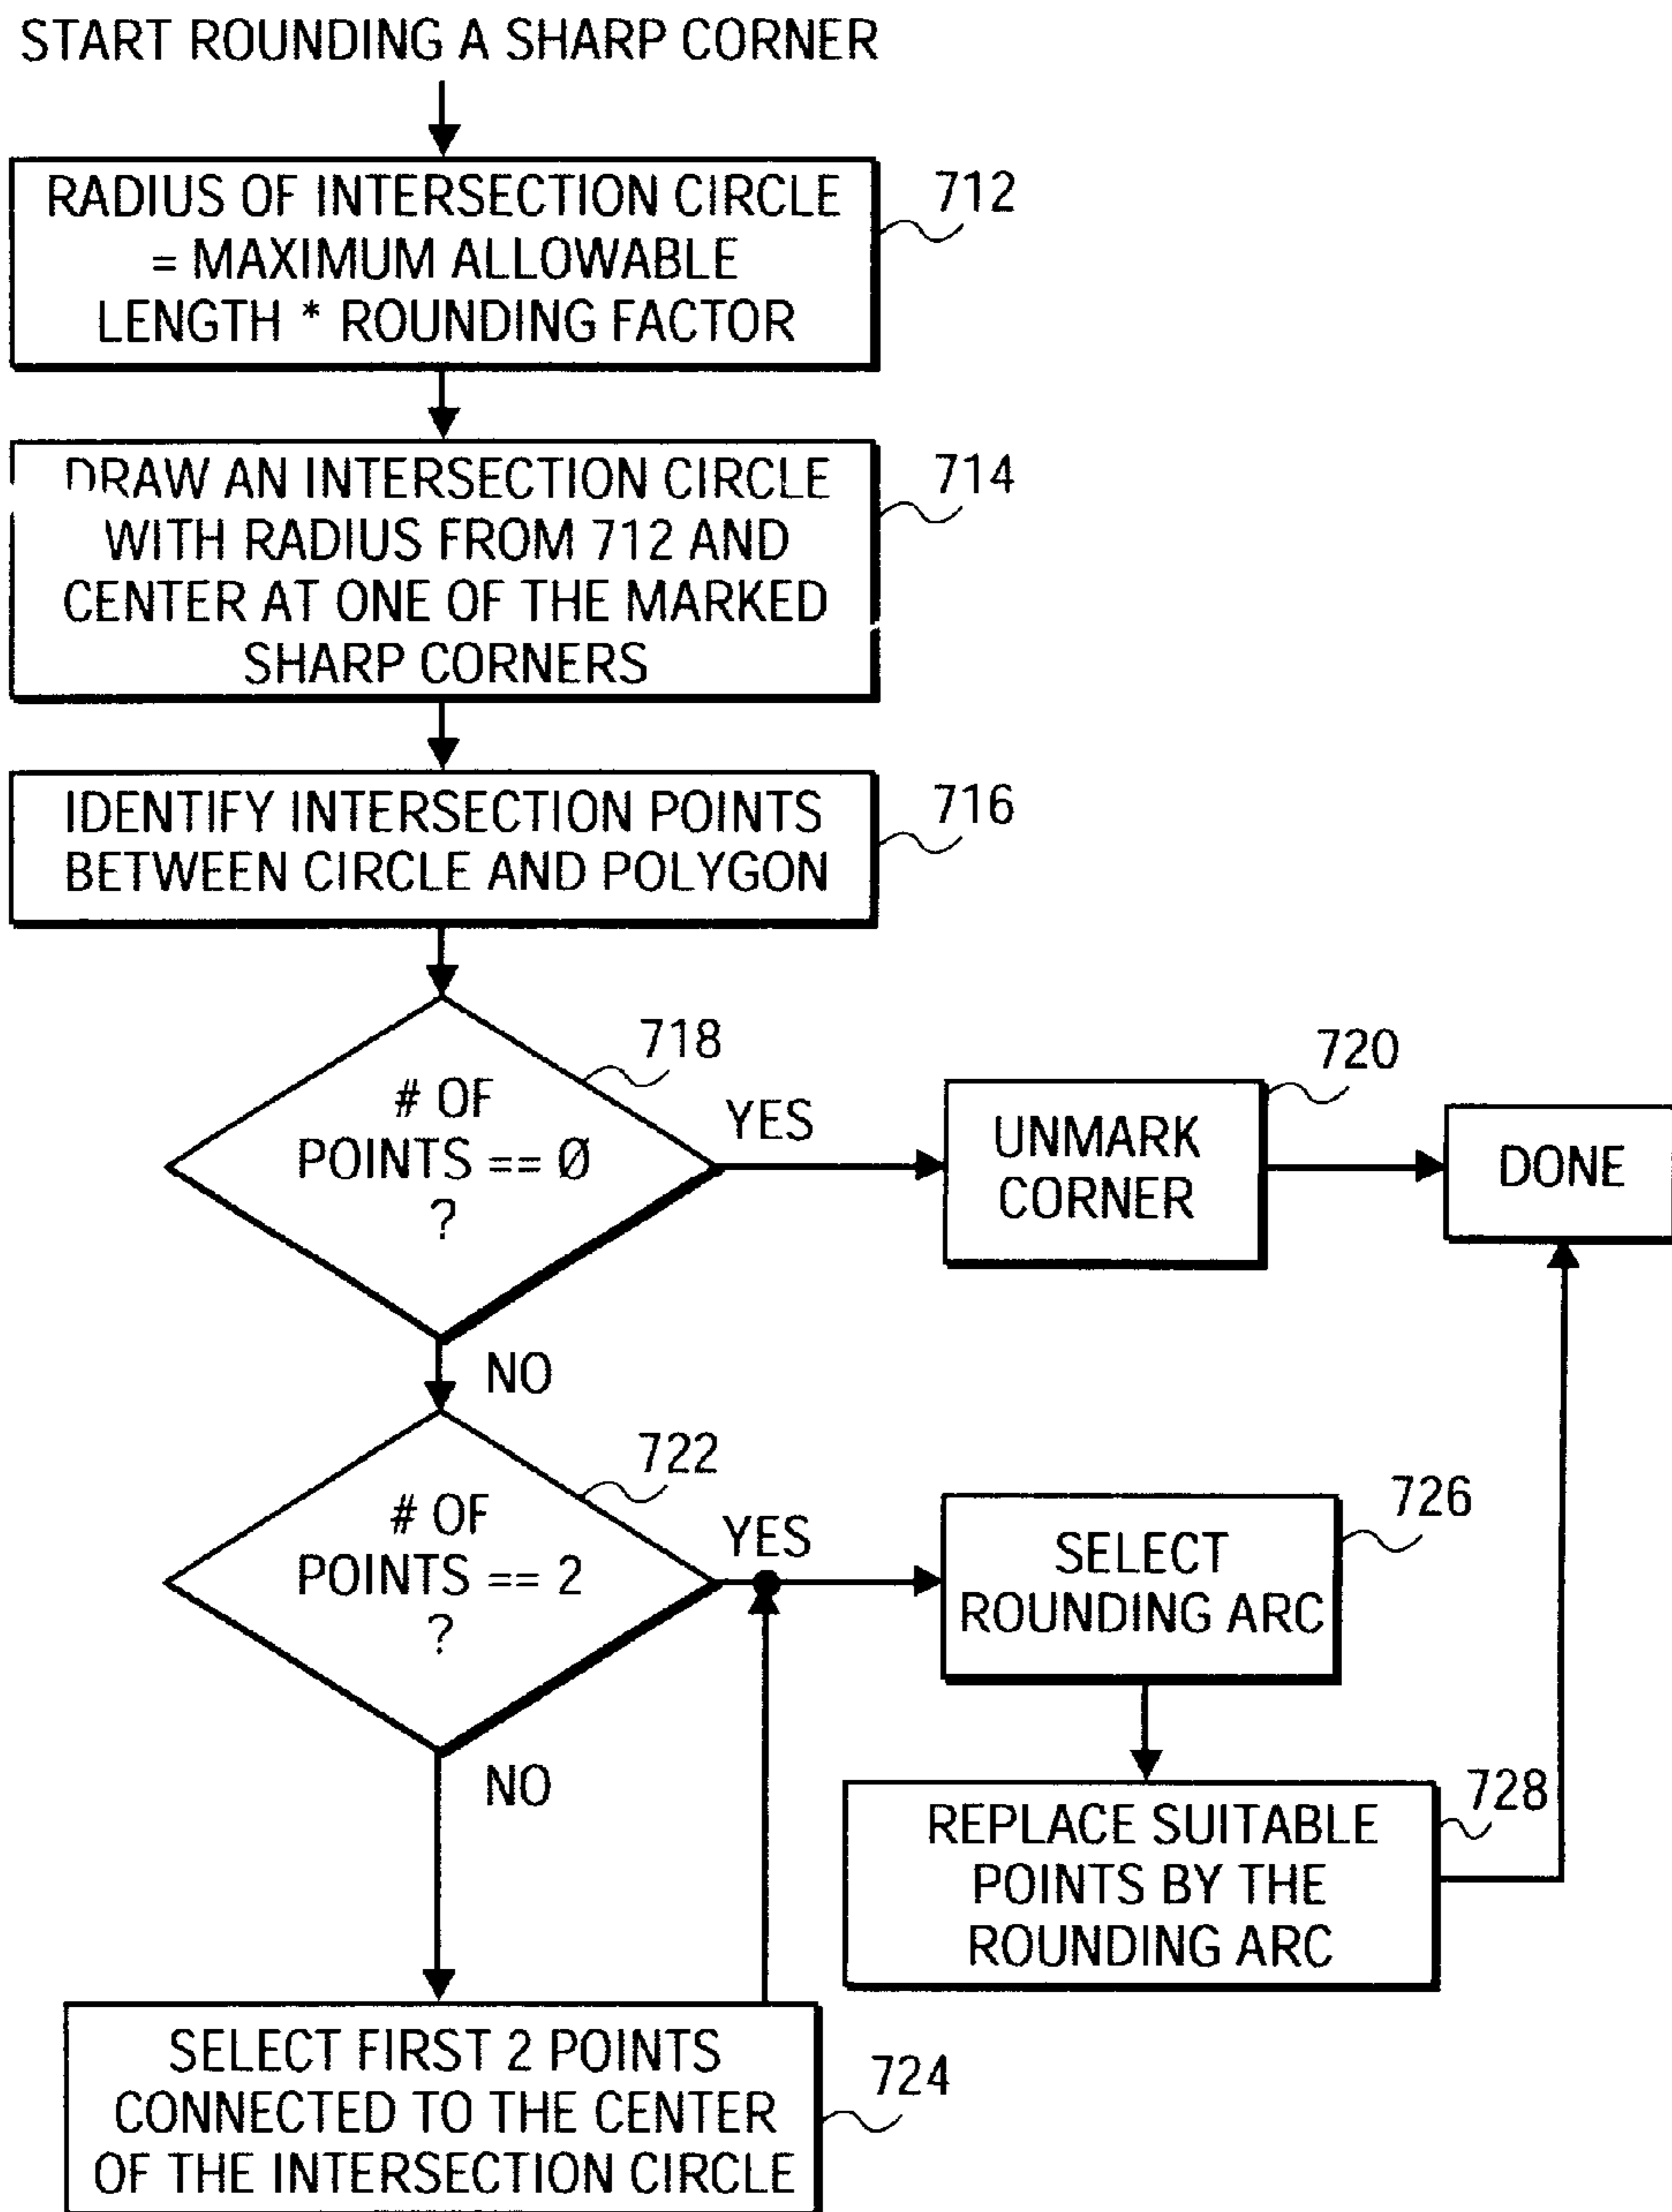 START ROUNDING A SHARP CORNER
RADIUS OF INTERSECTION CIRCLE
= MAXIMUM ALLOWABLE
LENGTH * ROUNDING FACTOR
712
DRAW AN INTERSECTION CIRCLE
WITH RADIUS FROM 712 AND
CENTER AT ONE OF THE MARKED
SHARP CORNERS
714
IDENTIFY INTERSECTION POINTS
BETWEEN CIRCLE AND POLYGON
716
# OF
POINTS == Ø
?
718
YES
UNMARK
CORNER
720
DONE
NO
# OF
POINTS == 2
?
722
YES
SELECT
ROUNDING ARC
726
NO
REPLACE SUITABLE
POINTS BY THE
ROUNDING ARC
728
SELECT FIRST 2 POINTS
CONNECTED TO THE CENTER
OF THE INTERSECTION CIRCLE
724